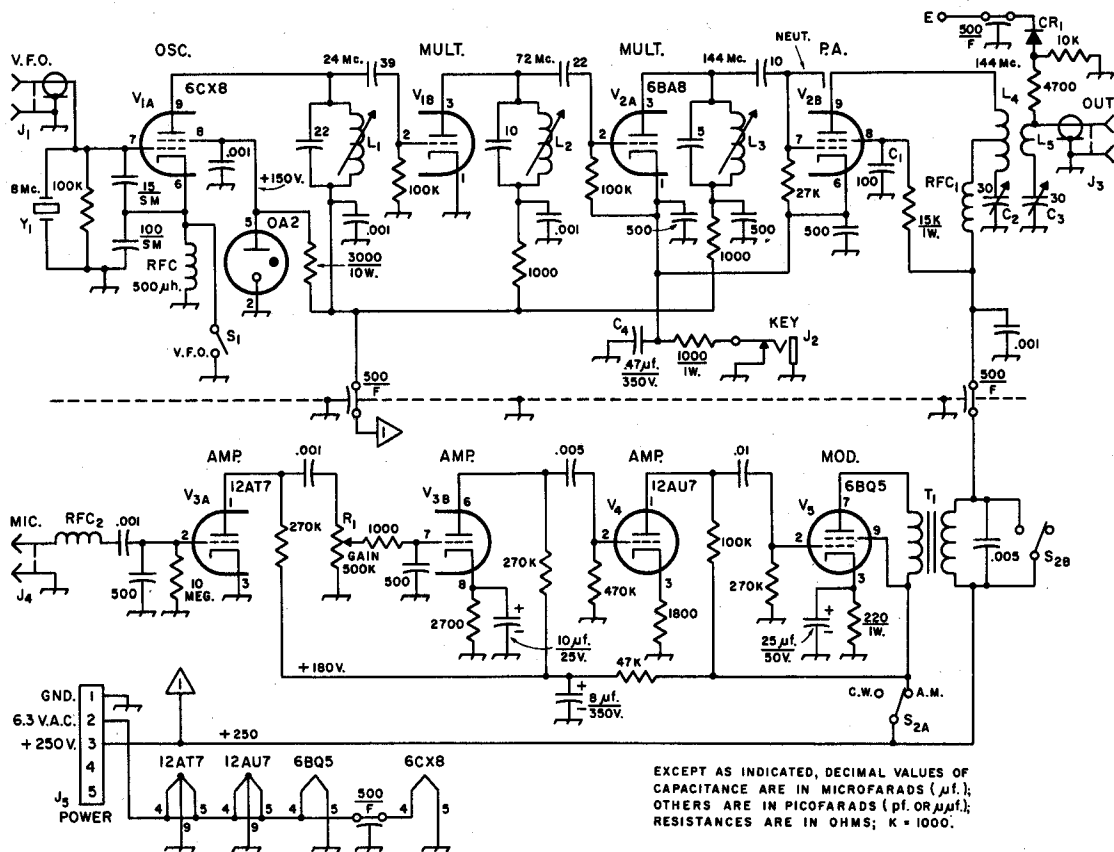 V.F.O.
J1
OSC.
6CX8
V1A
9
7
8
6
8 Mc.
Y1
100K
15
SM
100
SM
RFC
500 µh.
S1
V.F.O.
.001
+150V.
5
OA2
2
3000
10W.
24 Mc.
39
22
L1
.001
MULT.
V1B
3
2
1
100K
72 Mc.
22
10
L2
.001
1000
MULT.
6BA8
V2A
3
2
1
100K
500
144 Mc.
10
5
L3
500
1000
NEUT.
P.A.
V2B
9
7
8
6
27K
500
C1
100
15K
1W.
RFC1
E
500
F
CR1
10K
4700
144 Mc.
L4
L5
OUT
J3
30
C2
30
C3
.001
C4
.47µf.
350V.
1000
1W.
KEY
J2
500
F
1
500
F
MIC.
J4
RFC2
.001
500
10
MEG.
AMP.
12AT7
V3A
1
2
3
270K
.001
R1
GAIN
500K
1000
500
AMP.
V3B
6
7
8
2700
10µf.
25V.
270K
.005
470K
AMP.
12AU7
V4
1
2
3
1800
100K
.01
270K
MOD.
6BQ5
V5
7
2
9
3
25µf.
50V.
220
1W.
T1
.005
S2B
+180V.
8µf.
350V.
47K
C.W.
A.M.
S2A
GND.
1
6.3 V.A.C.
2
+250V.
3
4
5
J5
POWER
1
+250
12AT7
4
5
9
12AU7
4
5
9
6BQ5
4
5
500
F
6CX8
4
5
EXCEPT AS INDICATED, DECIMAL VALUES OF
CAPACITANCE ARE IN MICROFARADS (µf.);
OTHERS ARE IN PICOFARADS (pf. OR µµf.);
RESISTANCES ARE IN OHMS; K = 1000.